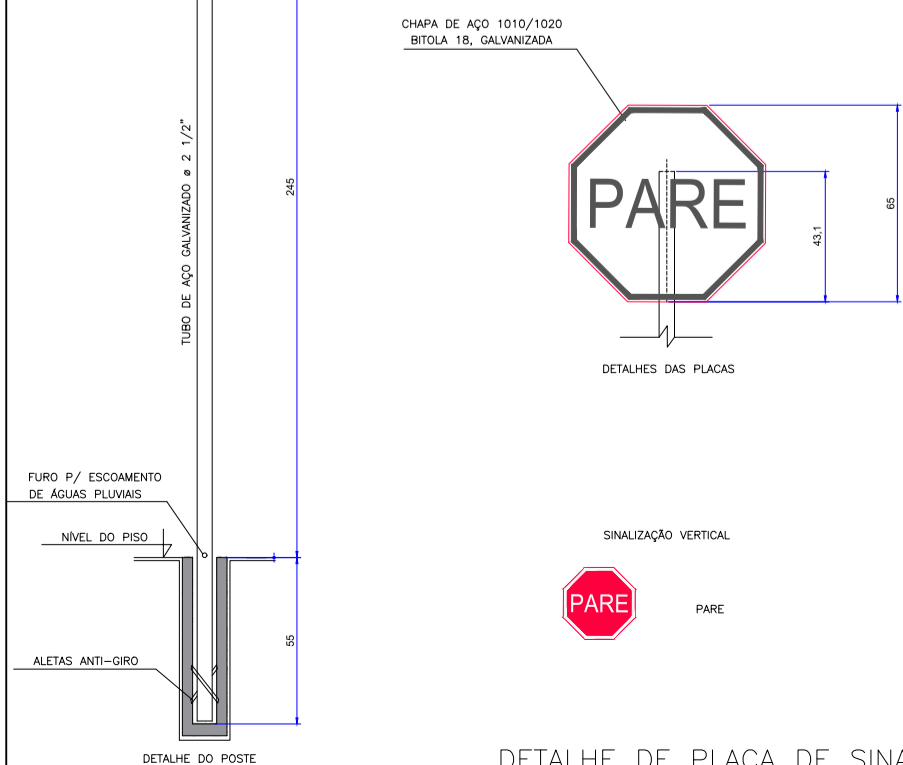 CHAPA DE AÇO 1010/1020
BITOLA 18, GALVANIZADA
TUBO DE AÇO GALVANIZADO ø 2 1/2"
245
PARE
43,1
65
DETALHES DAS PLACAS
FURO P/ ESCOAMENTO
DE ÁGUAS PLUVIAIS
NÍVEL DO PISO
SINALIZAÇÃO VERTICAL
PARE
PARE
55
ALETAS ANTI-GIRO
DETALHE DO POSTE
DETALHE DE PLACA DE SINA